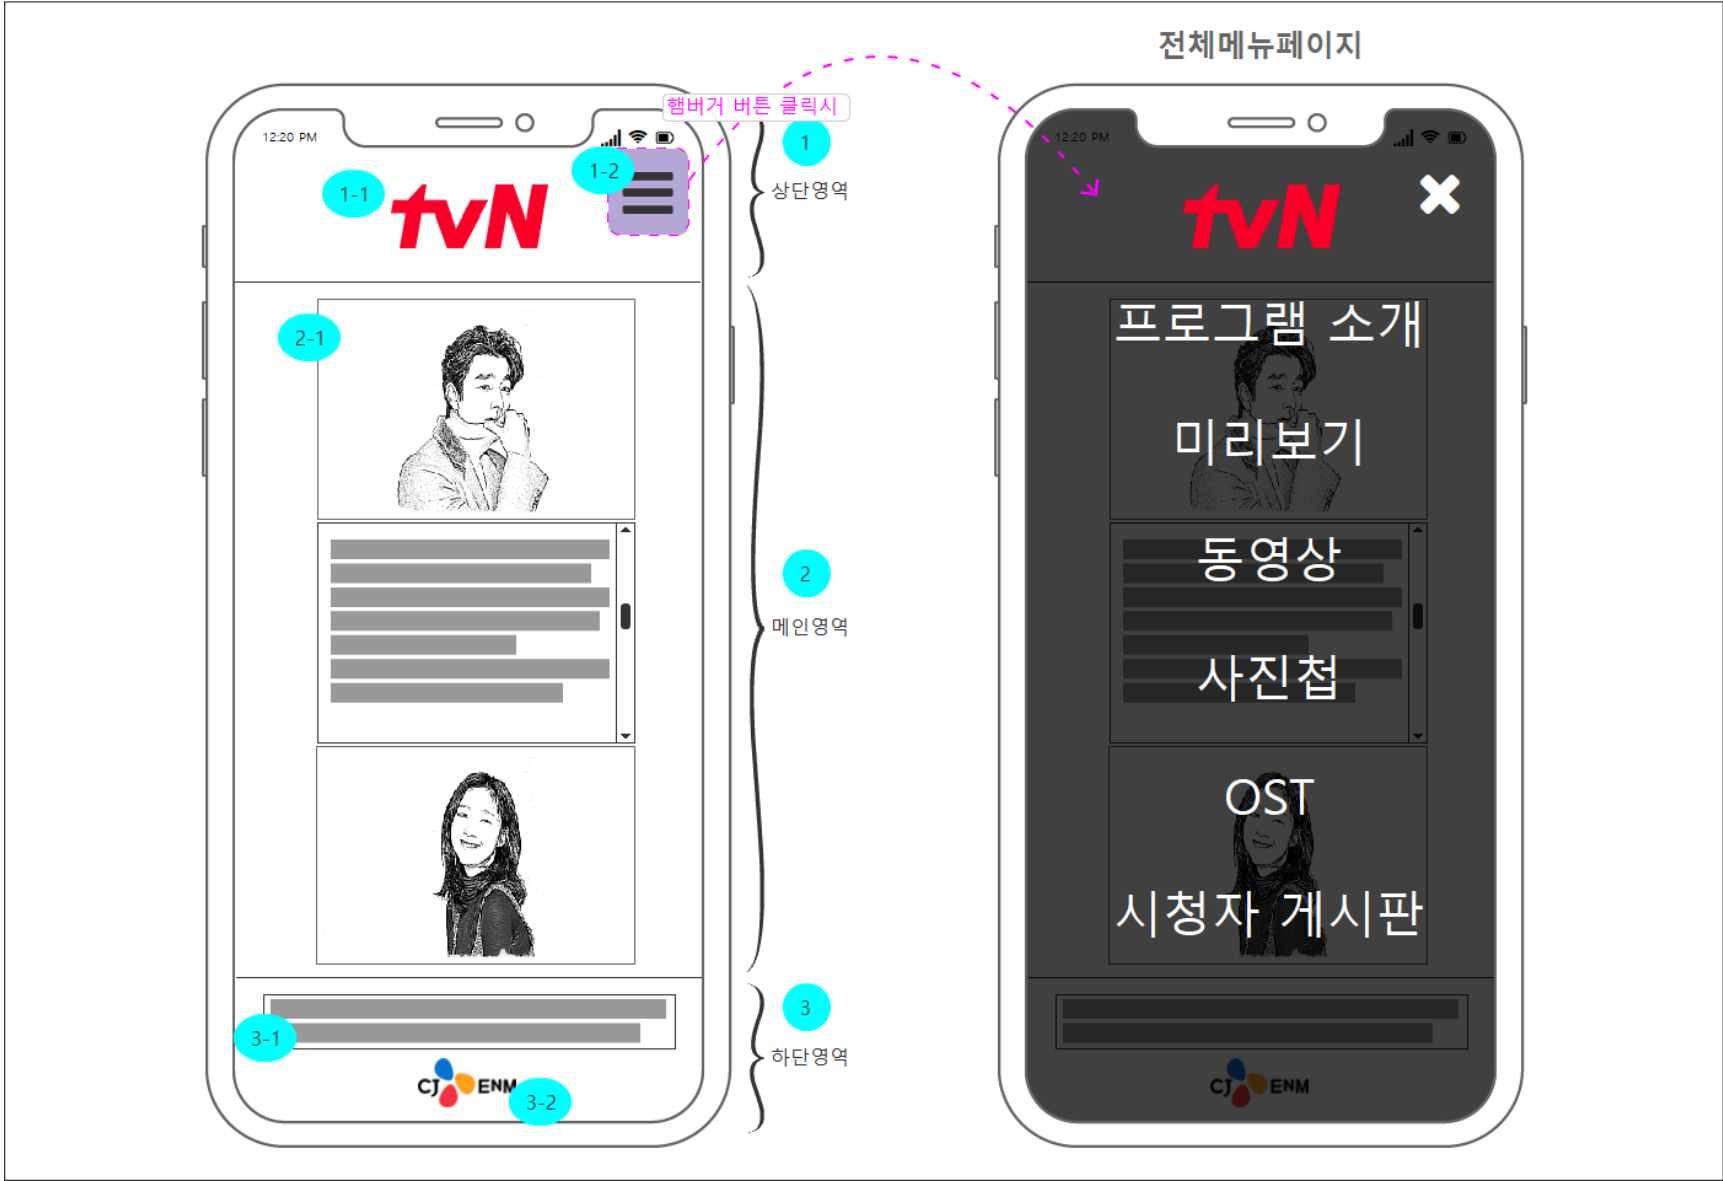 전체메뉴페이지
햄버거 버튼 클릭시
12:20 PM
1-1
tvN
1-2
1
상단영역
2-1
2
메인영역
3
하단영역
3-1
CJ ENM
3-2
12:20 PM
tvN
프로그램 소개
미리보기
동영상
사진첩
OST
시청자 게시판
CJ ENM